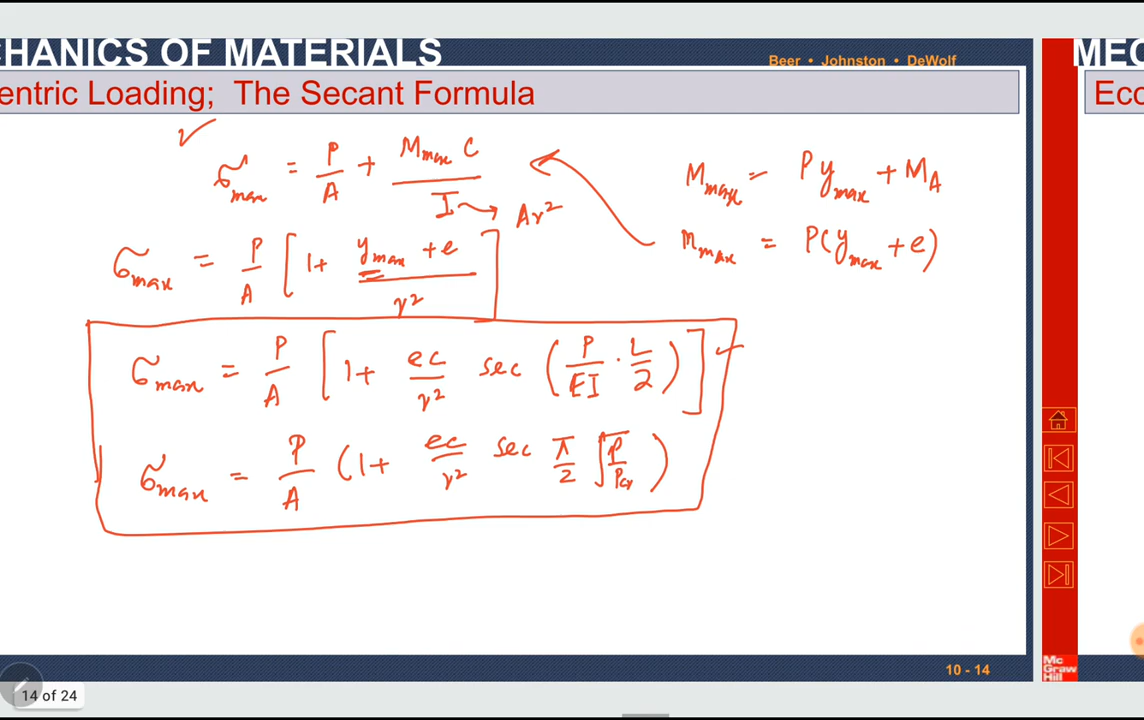 CHANICS OF MATERIALS
Beer • Johnston • DeWolf
MEC
entric Loading; The Secant Formula
Eco
σmax = P/A + Mmax C / I → Ar²
Mmax = Pymax + MA
Mmax = P(ymax + e)
σmax = P/A [1+ (ymax + e)/r²]
σmax = P/A [1+ ec/r² sec (P/EI · L/2)]
σmax = P/A (1+ ec/r² sec π/2 √P/Pcr)
10 - 14
Mc
Graw
Hill
14 of 24